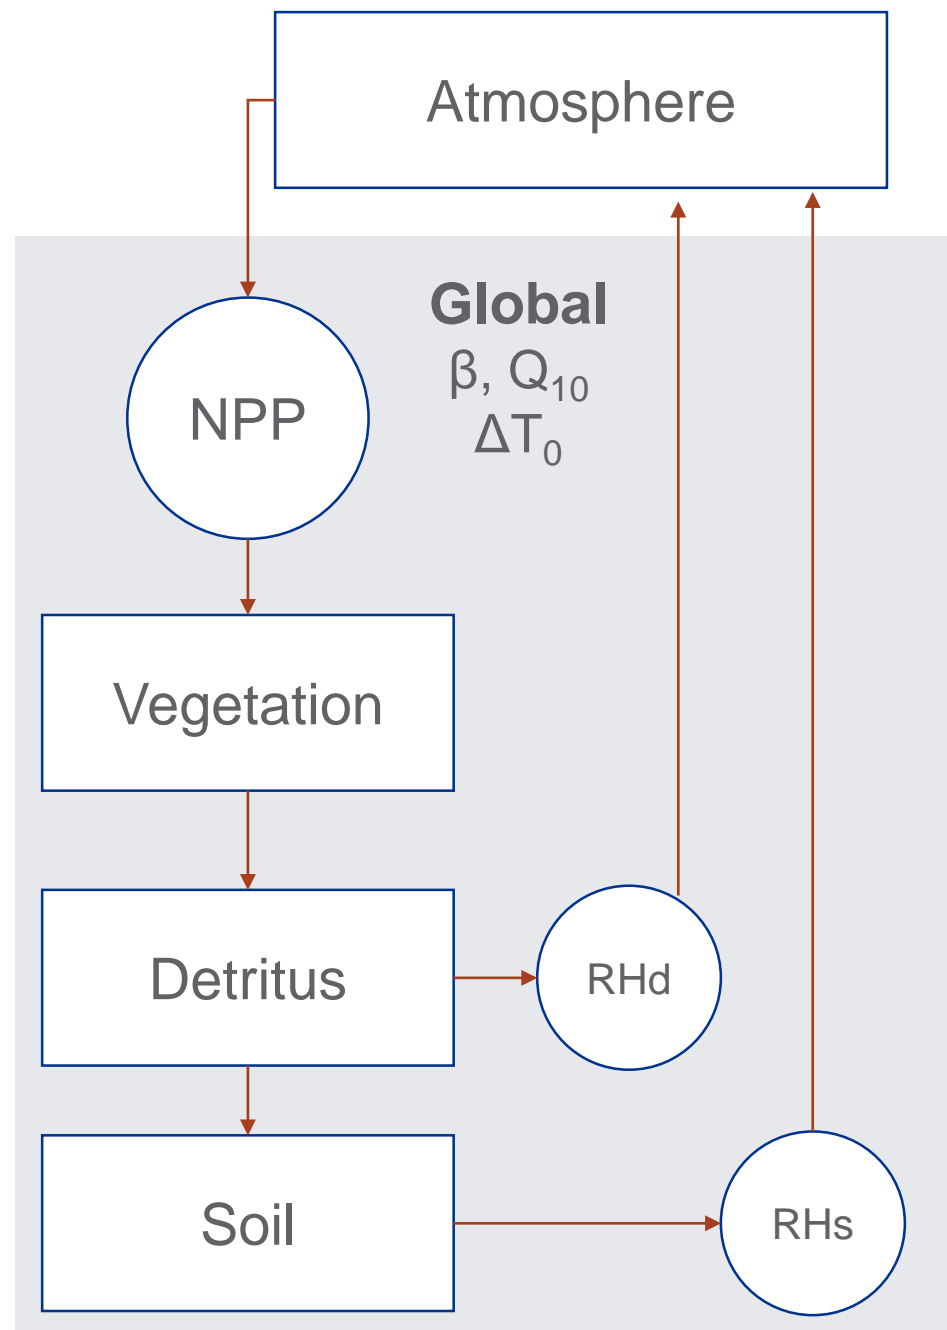 Atmosphere
Global
β, Q₁₀
ΔT₀
NPP
Vegetation
Detritus
RHd
Soil
RHs